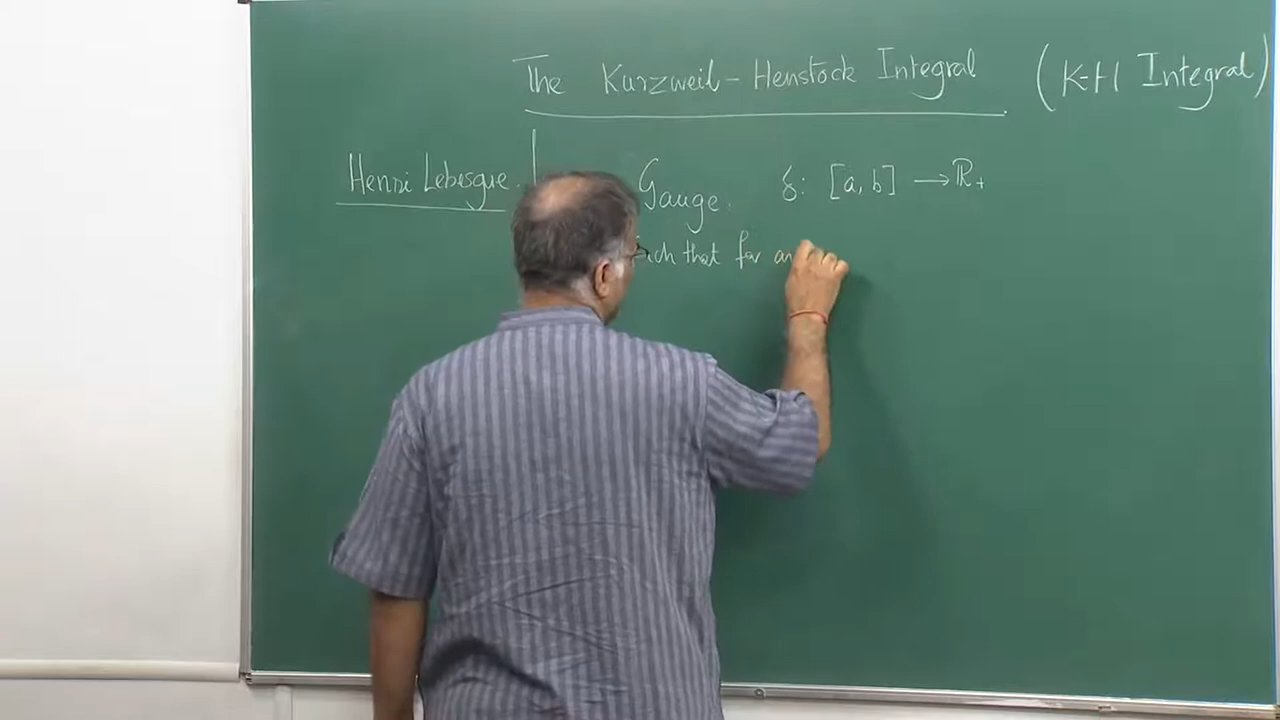 The Kurzweil-Henstock Integral (K-H Integral)
Henri Lebesgue.
Gauge. δ: [a, b] → ℝ+
that for